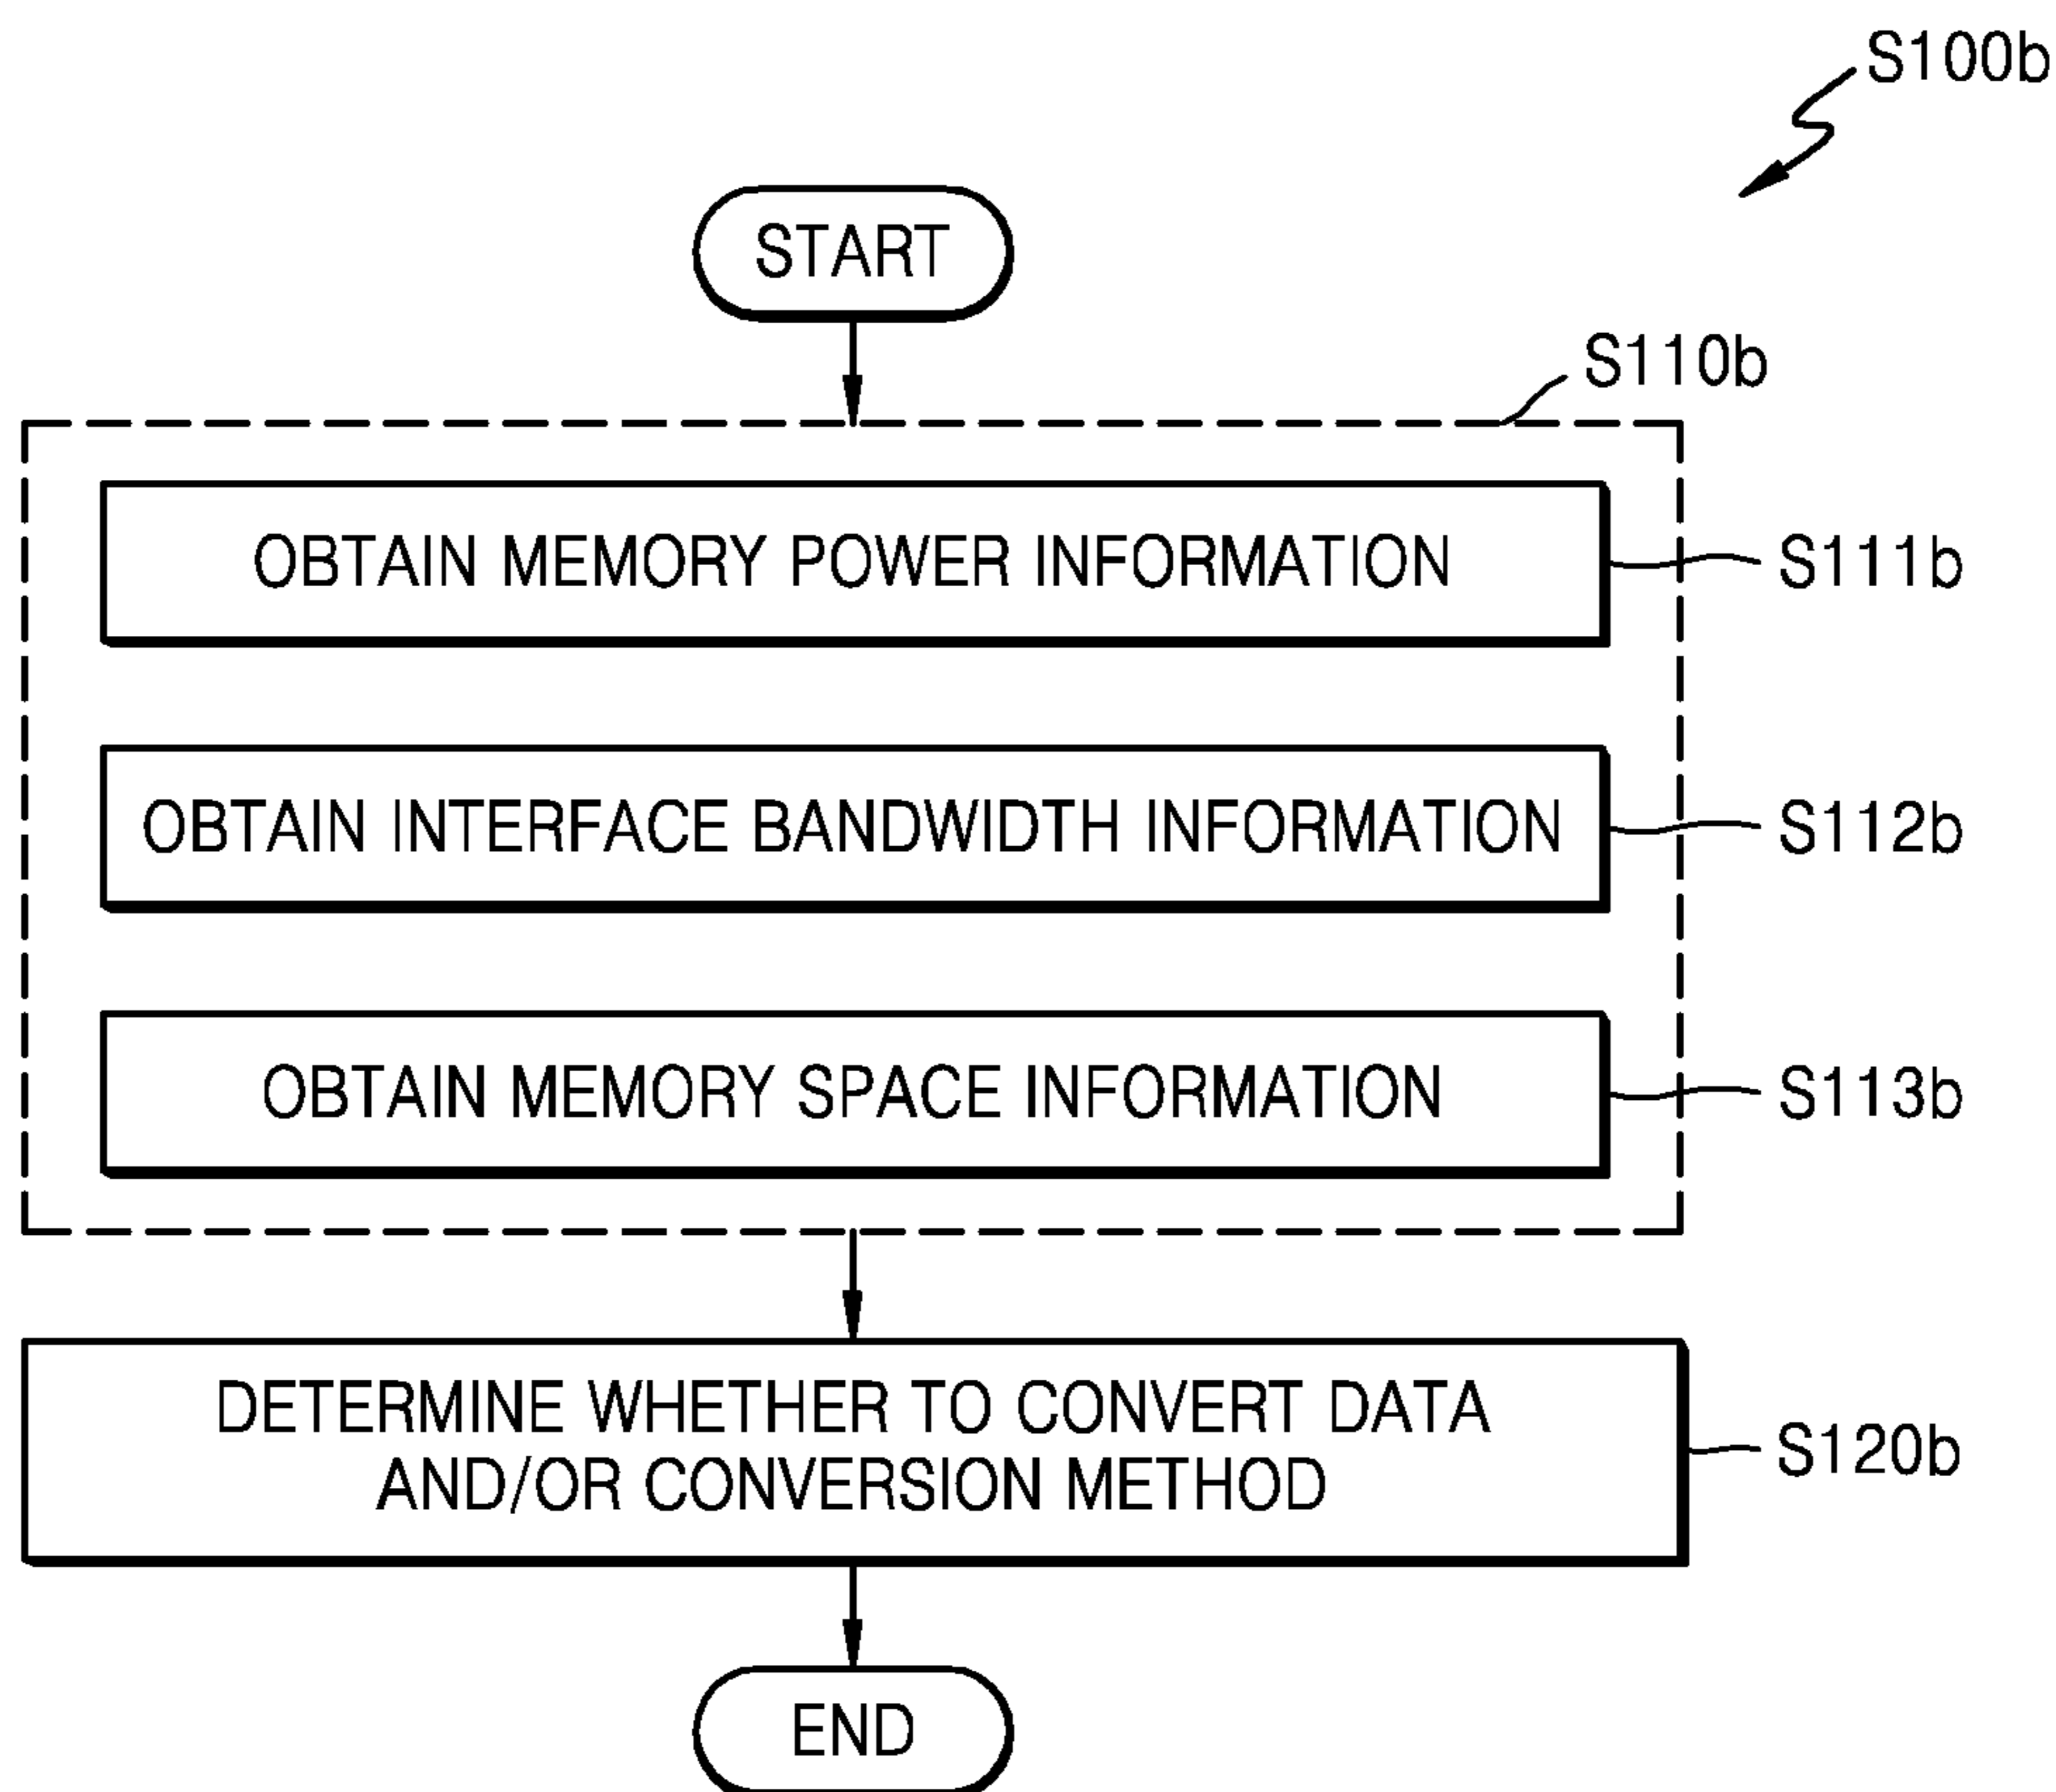 S100b
START
S110b
OBTAIN MEMORY POWER INFORMATION
S111b
OBTAIN INTERFACE BANDWIDTH INFORMATION
S112b
OBTAIN MEMORY SPACE INFORMATION
S113b
DETERMINE WHETHER TO CONVERT DATA
AND/OR CONVERSION METHOD
S120b
END